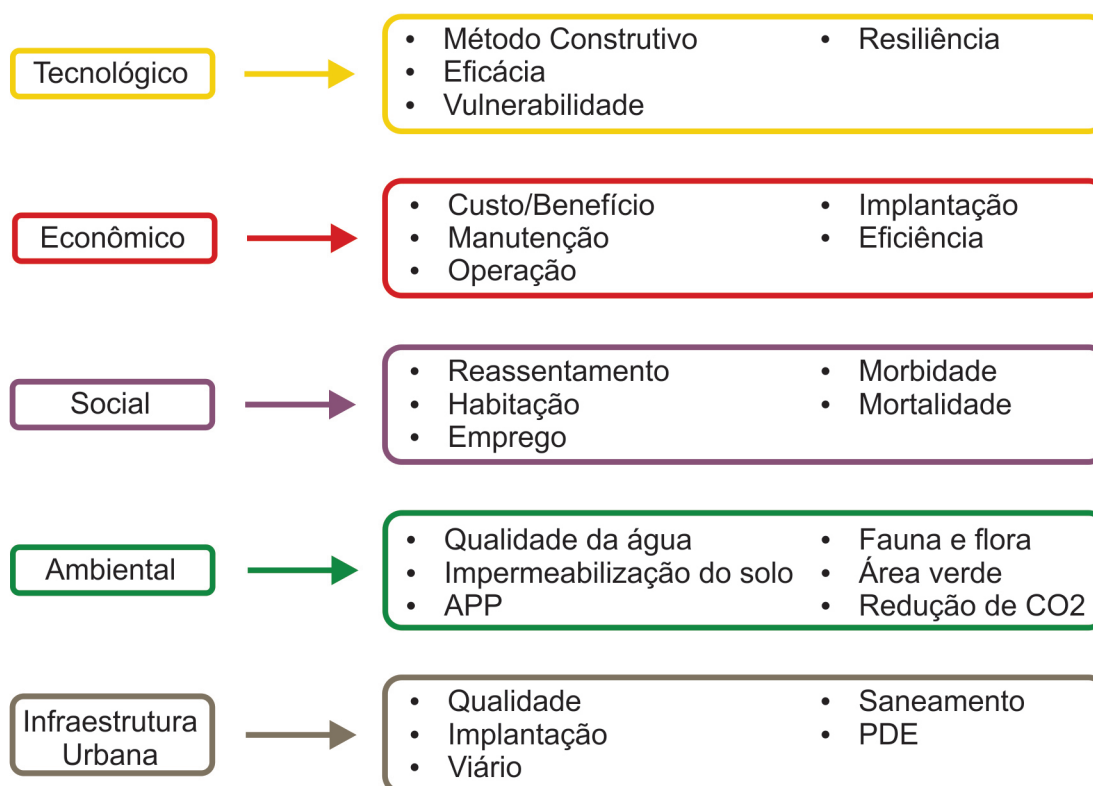 Tecnológico
• Método Construtivo
• Eficácia
• Vulnerabilidade
• Resiliência
Econômico
• Custo/Benefício
• Manutenção
• Operação
• Implantação
• Eficiência
Social
• Reassentamento
• Habitação
• Emprego
• Morbidade
• Mortalidade
Ambiental
• Qualidade da água
• Impermeabilização do solo
• APP
• Fauna e flora
• Área verde
• Redução de CO2
Infraestrutura
Urbana
• Qualidade
• Implantação
• Viário
• Saneamento
• PDE